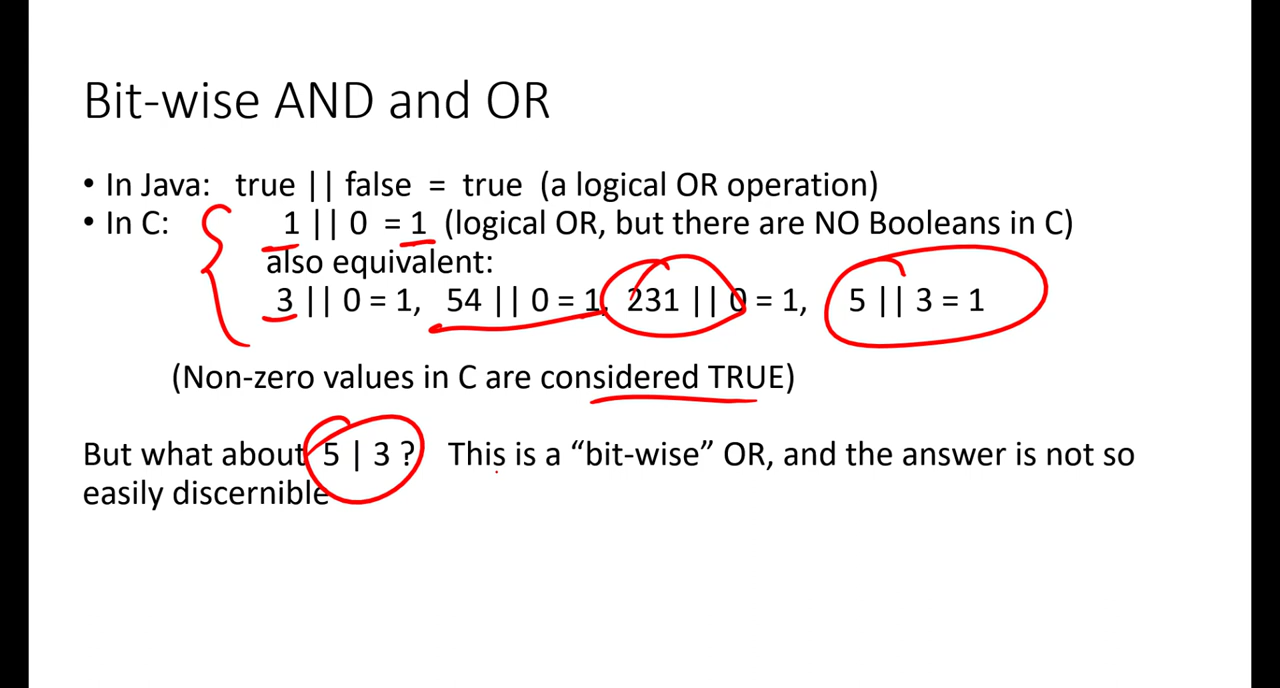 Bit-wise AND and OR
• In Java: true || false = true (a logical OR operation)
• In C: 1 || 0 = 1 (logical OR, but there are NO Booleans in C)
also equivalent:
3 || 0 = 1, 54 || 0 = 1, 231 || 0 = 1, 5 || 3 = 1
(Non-zero values in C are considered TRUE)
But what about 5 | 3 ? This is a “bit-wise” OR, and the answer is not so
easily discernible